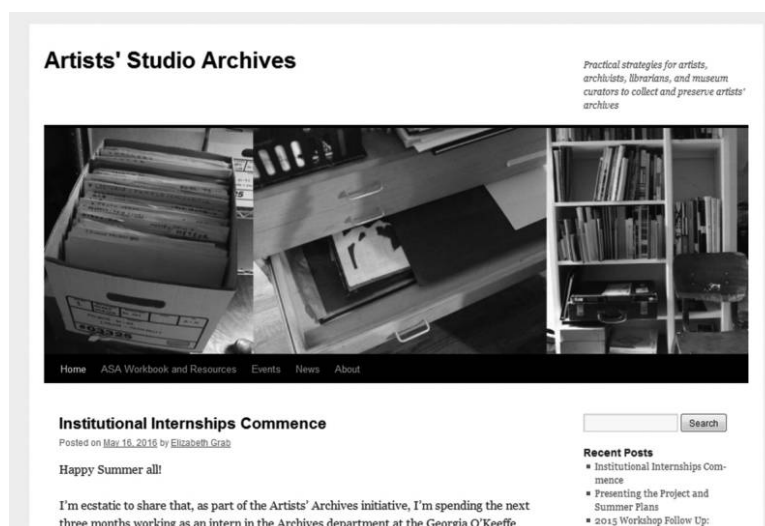 Artists' Studio Archives
Practical strategies for artists,
archivists, librarians, and museum
curators to collect and preserve artists'
archives
Home ASA Workbook and Resources Events News About
Institutional Internships Commence
Posted on May 16, 2016 by Elizabeth Grab
Happy Summer all!
I'm ecstatic to share that, as part of the Artists' Archives initiative, I'm spending the next
three months working as an intern in the Archives department at the Georgia O'Keeffe
Search
Recent Posts
Institutional Internships Com-
mence
Presenting the Project and
Summer Plans
2015 Workshop Follow Up: